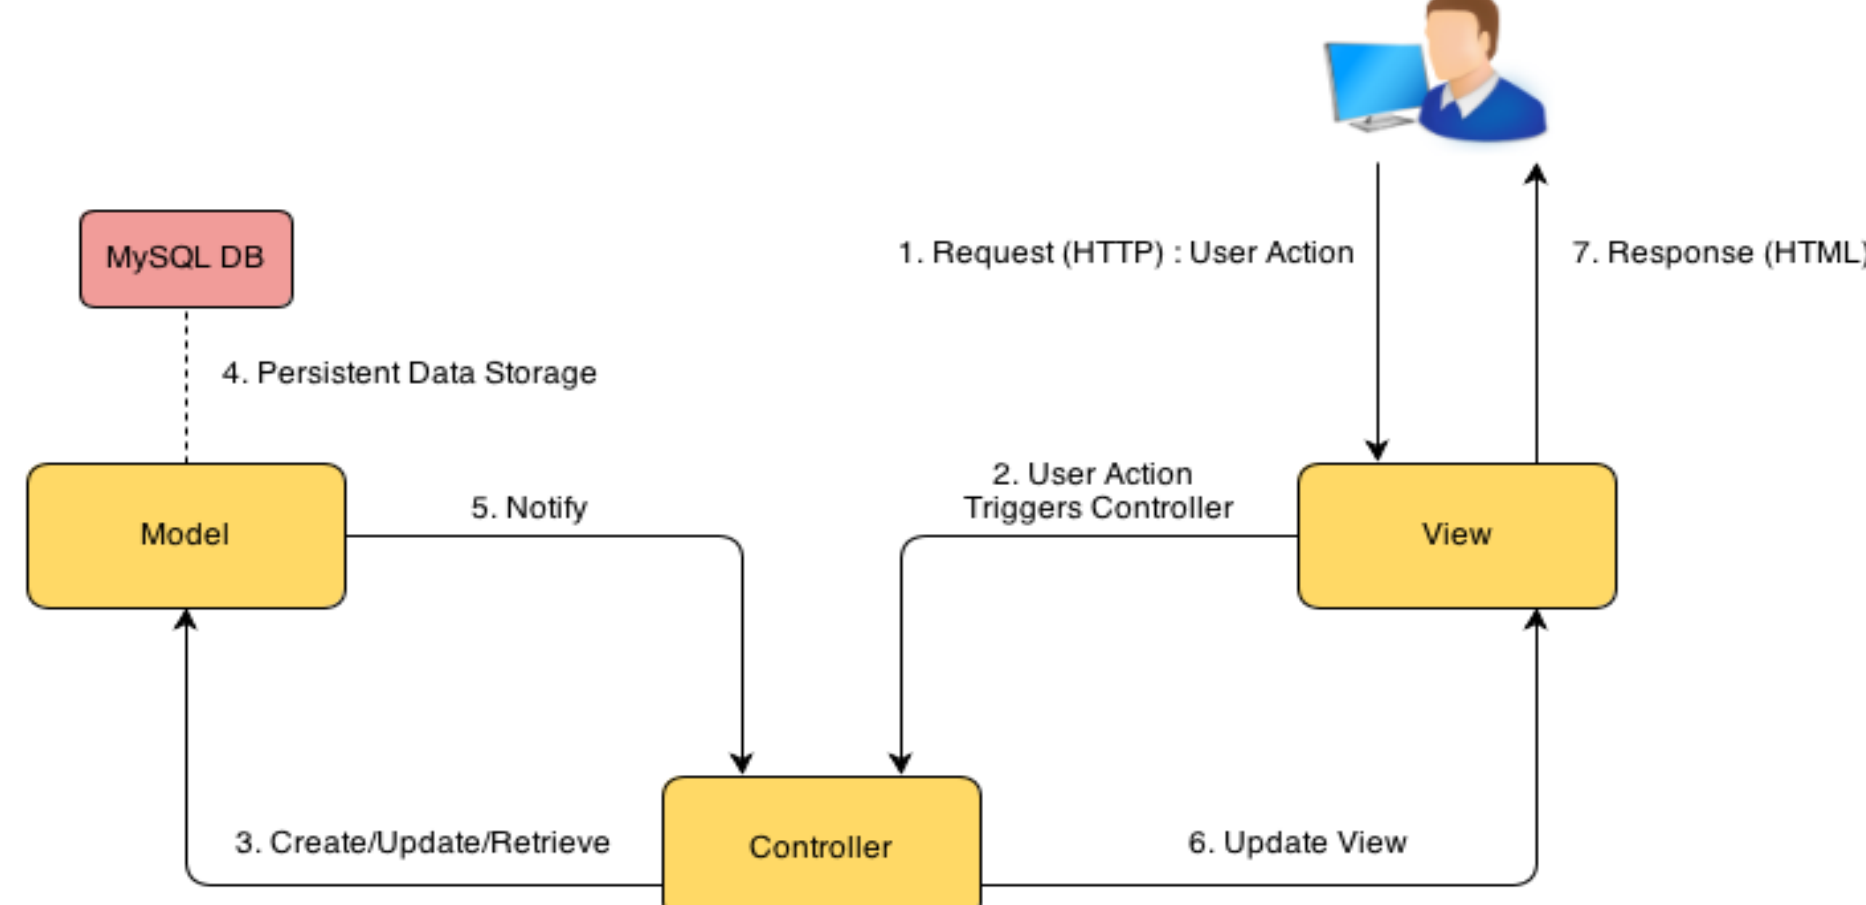 1. Request (HTTP) : User Action
7. Response (HTML)
MySQL DB
4. Persistent Data Storage
2. User Action
Triggers Controller
5. Notify
Model
View
3. Create/Update/Retrieve
Controller
6. Update View